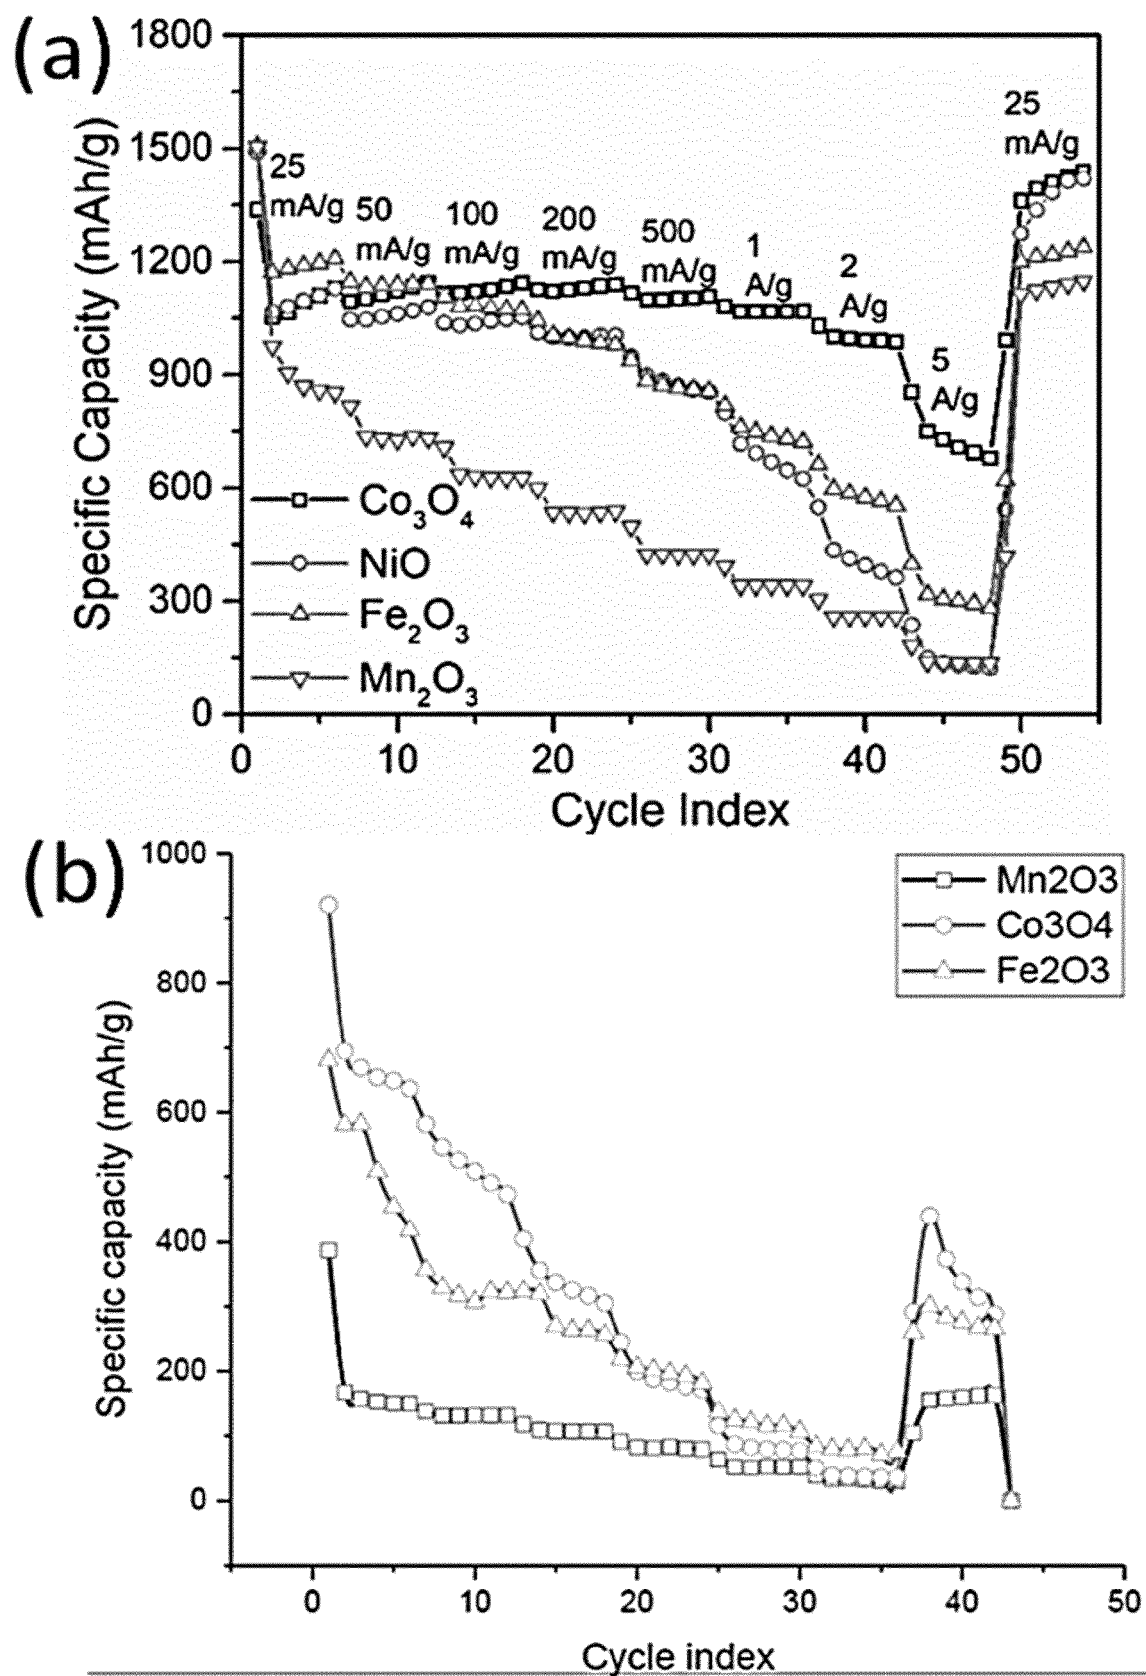 (a)
1800
1500
1200
900
600
300
0
Specific Capacity (mAh/g)
25
mA/g
50
mA/g
100
mA/g
200
mA/g
500
mA/g
1
A/g
2
A/g
5
A/g
25
mA/g
Co₃O₄
NiO
Fe₂O₃
Mn₂O₃
0 10 20 30 40 50
Cycle Index
(b)
1000
800
600
400
200
0
Specific capacity (mAh/g)
Mn2O3
Co3O4
Fe2O3
0 10 20 30 40 50
Cycle index